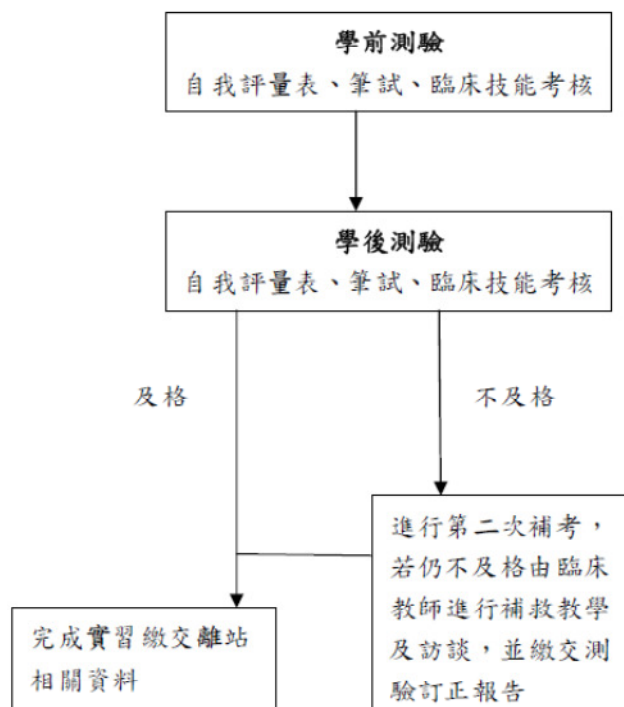 學前測驗
自我評量表、筆試、臨床技能考核
學後測驗
自我評量表、筆試、臨床技能考核
及格
不及格
進行第二次補考，
若仍不及格由臨床
教師進行補救教學
及訪談，並繳交測
驗訂正報告
完成實習繳交離站
相關資料